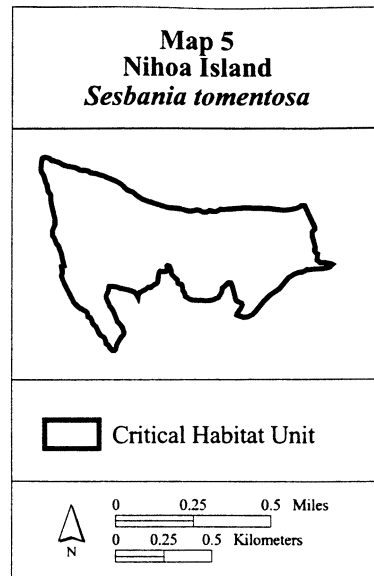 Map 5
Nihoa Island
Sesbania tomentosa
Critical Habitat Unit
0 0.25 0.5 Miles
0 0.25 0.5 Kilometers
N